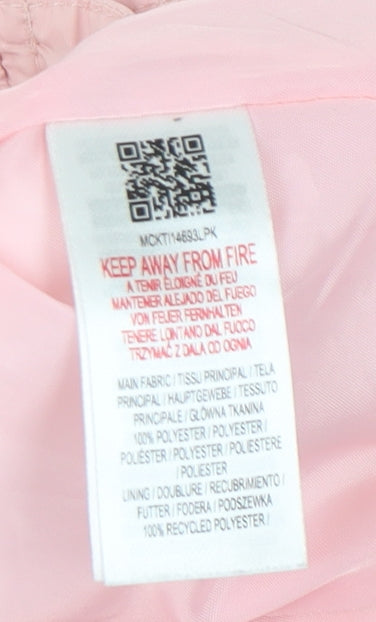 MCKT/14693LPK
KEEP AWAY FROM FIRE
A TENIR ÉLOIGNÉ DU FEU
MANTENER ALEJADO DEL FUEGO
VON FEUER FERNHALTEN
TENERE LONTANO DAL FUOCO
TRZYMAĆ Z DALA OD OGNIA
MAIN FABRIC / TISSU PRINCIPAL / TELA
PRINCIPAL / HAUPTGEWEBE / TESSUTO
PRINCIPALE / GŁÓWNA TKANINA
100% POLYESTER / POLYESTER /
POLIÉSTER / POLYESTER / POLIESTERE
/ POLIESTER
LINING / DOUBLURE / RECUBRIMIENTO /
FUTTER / FODERA / PODSZEWKA
100% RECYCLED POLYESTER /